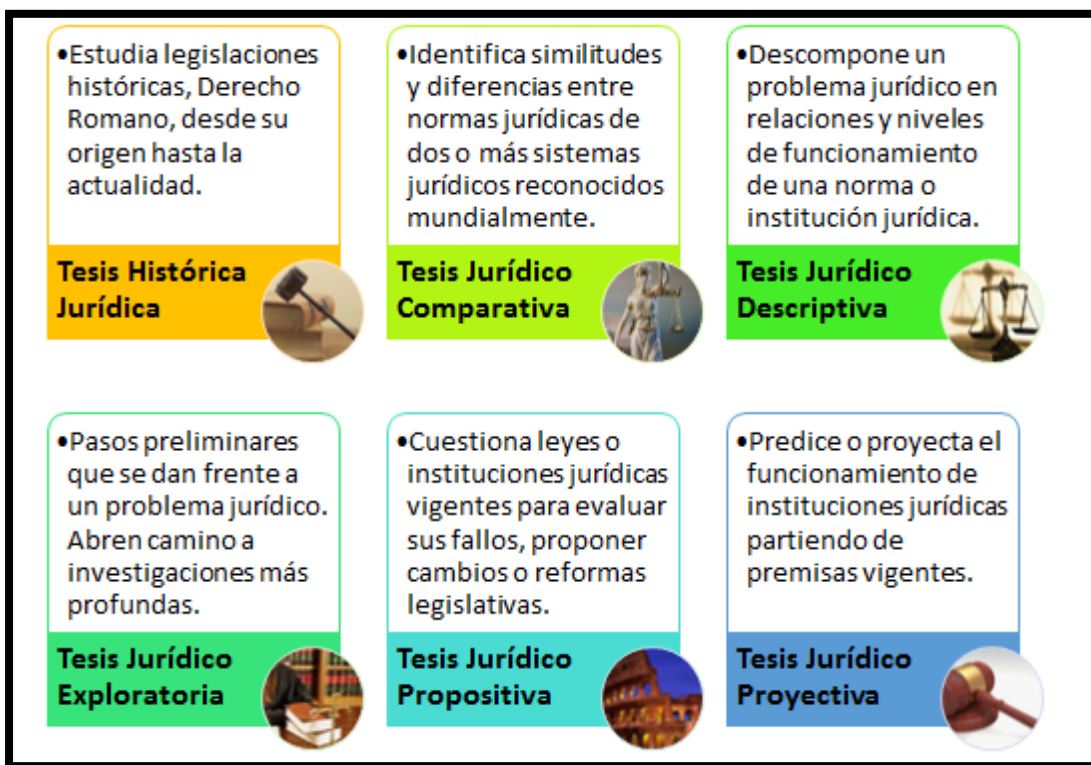 •Estudia legislaciones
históricas, Derecho
Romano, desde su
origen hasta la
actualidad.
Tesis Histórica
Jurídica
•Identifica similitudes
y diferencias entre
normas jurídicas de
dos o más sistemas
jurídicos reconocidos
mundialmente.
Tesis Jurídico
Comparativa
•Descompone un
problema jurídico en
relaciones y niveles
de funcionamiento
de una norma o
institución jurídica.
Tesis Jurídico
Descriptiva
•Pasos preliminares
que se dan frente a
un problema jurídico.
Abren camino a
investigaciones más
profundas.
Tesis Jurídico
Exploratoria
•Cuestiona leyes o
instituciones jurídicas
vigentes para evaluar
sus fallos, proponer
cambios o reformas
legislativas.
Tesis Jurídico
Propositiva
•Predice o proyecta el
funcionamiento de
instituciones jurídicas
partiendo de
premisas vigentes.
Tesis Jurídico
Proyectiva